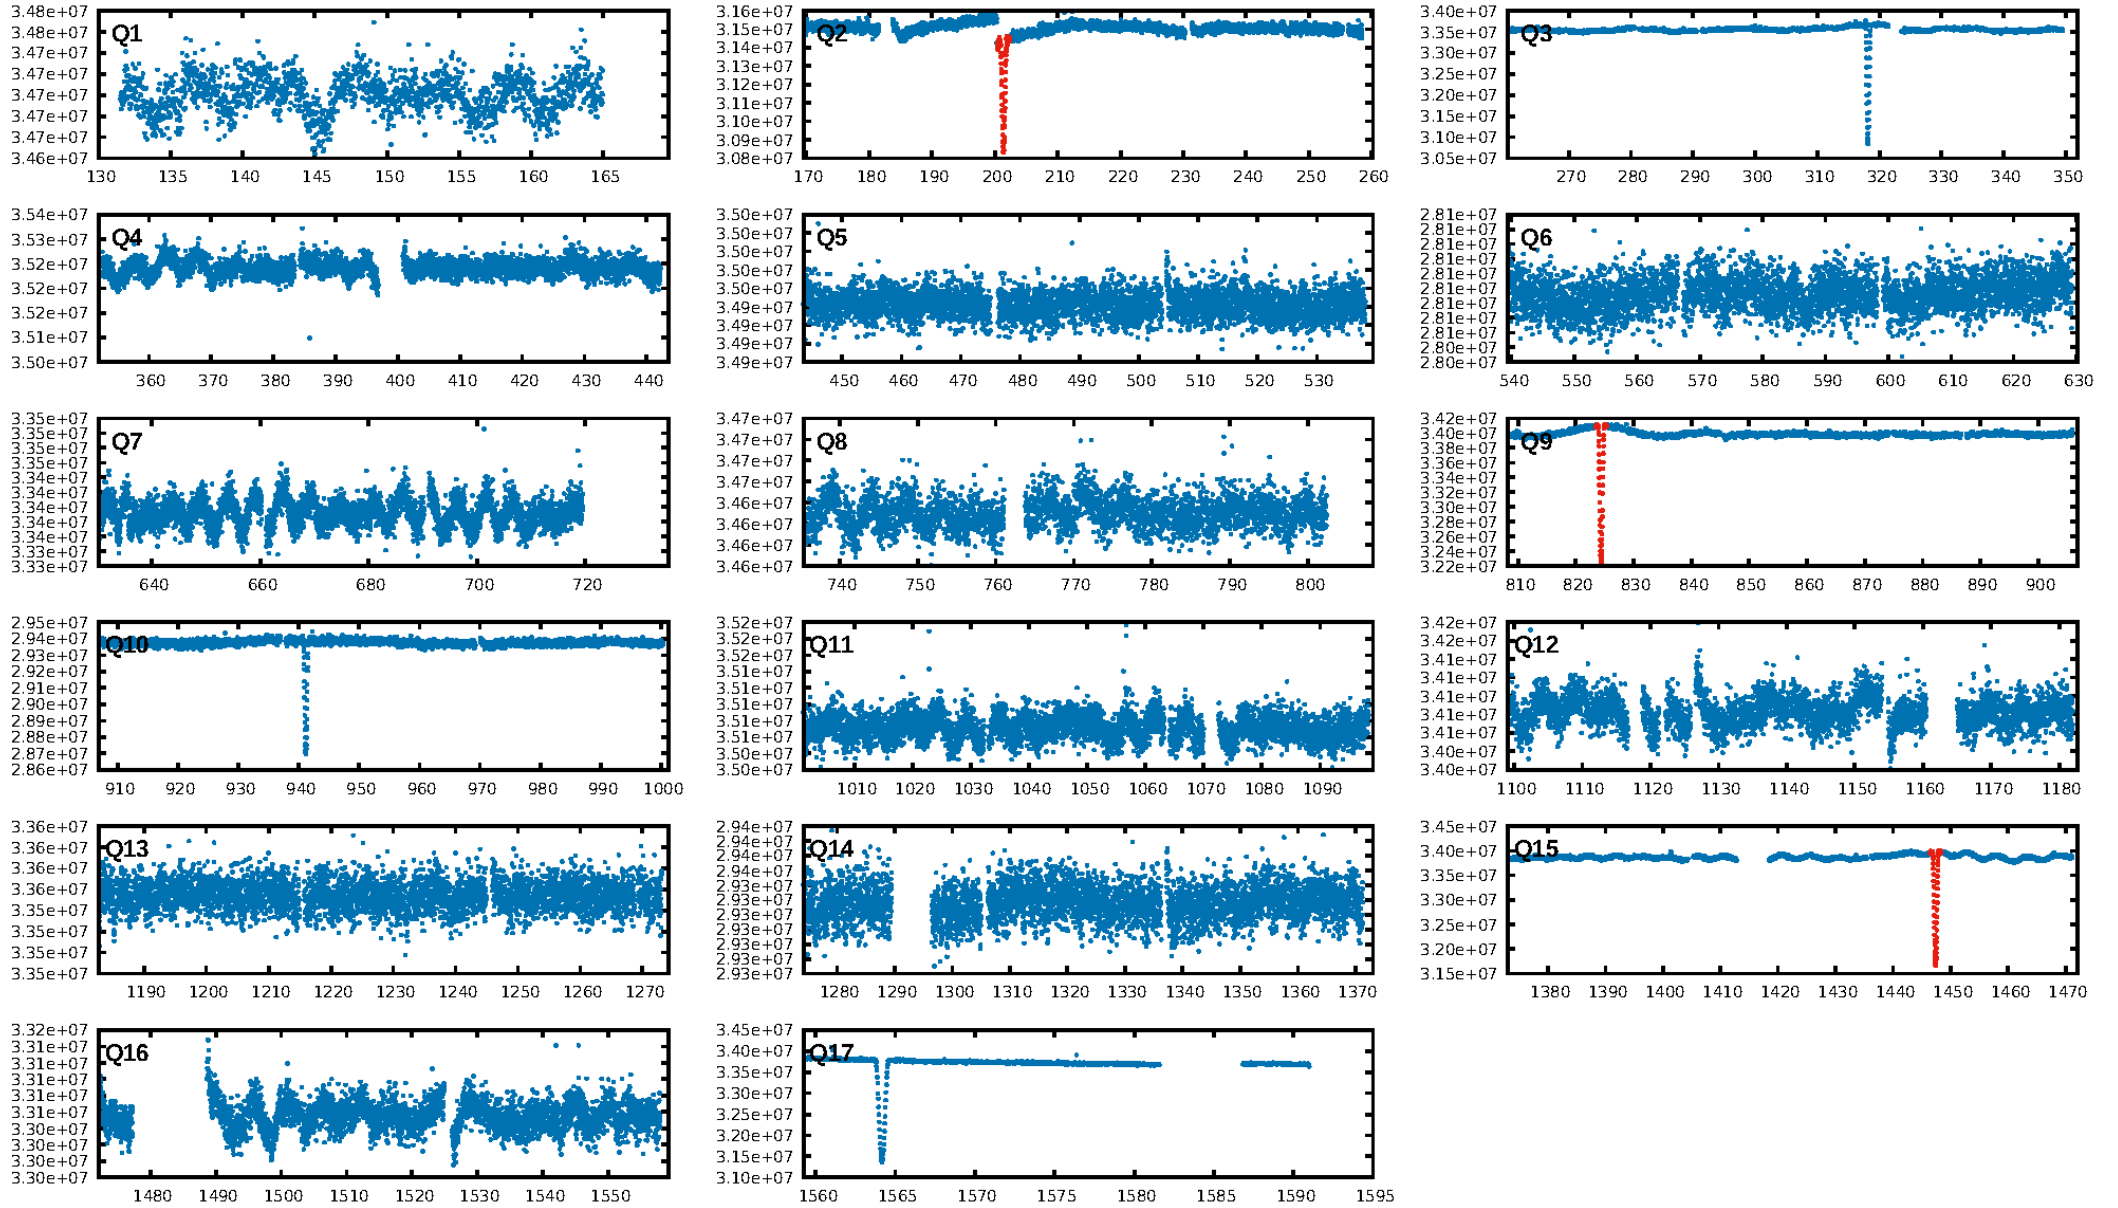 3.48e+07
3.48e+07
3.47e+07
3.47e+07
3.47e+07
3.47e+07
3.47e+07
3.46e+07
Q1
130 135 140 145 150 155 160 165
3.16e+07
3.15e+07
3.14e+07
3.13e+07
3.12e+07
3.11e+07
3.10e+07
3.09e+07
3.08e+07
Q2
170 180 190 200 210 220 230 240 250 260
3.40e+07
3.35e+07
3.30e+07
3.25e+07
3.20e+07
3.15e+07
3.10e+07
3.05e+07
Q3
270 280 290 300 310 320 330 340 350
3.54e+07
3.53e+07
3.52e+07
3.52e+07
3.52e+07
3.51e+07
3.50e+07
Q4
360 370 380 390 400 410 420 430 440
3.50e+07
3.50e+07
3.50e+07
3.50e+07
3.50e+07
3.49e+07
3.49e+07
3.49e+07
3.49e+07
Q5
450 460 470 480 490 500 510 520 530
2.81e+07
2.81e+07
2.81e+07
2.81e+07
2.81e+07
2.81e+07
2.81e+07
2.81e+07
2.81e+07
2.80e+07
2.80e+07
Q6
540 550 560 570 580 590 600 610 620 630
3.35e+07
3.35e+07
3.35e+07
3.35e+07
3.34e+07
3.34e+07
3.34e+07
3.34e+07
3.34e+07
3.33e+07
3.33e+07
Q7
640 660 680 700 720
3.47e+07
3.47e+07
3.47e+07
3.47e+07
3.46e+07
3.46e+07
3.46e+07
3.46e+07
Q8
740 750 760 770 780 790 800
3.42e+07
3.40e+07
3.38e+07
3.36e+07
3.34e+07
3.32e+07
3.30e+07
3.28e+07
3.26e+07
3.24e+07
3.22e+07
Q9
810 820 830 840 850 860 870 880 890 900
2.95e+07
2.94e+07
2.93e+07
2.92e+07
2.91e+07
2.90e+07
2.89e+07
2.88e+07
2.87e+07
2.86e+07
Q10
910 920 930 940 950 960 970 980 990 1000
3.52e+07
3.52e+07
3.51e+07
3.51e+07
3.51e+07
3.51e+07
3.51e+07
3.50e+07
3.50e+07
Q11
1010 1020 1030 1040 1050 1060 1070 1080 1090
3.42e+07
3.42e+07
3.41e+07
3.41e+07
3.41e+07
3.41e+07
3.41e+07
3.40e+07
3.40e+07
Q12
1100 1110 1120 1130 1140 1150 1160 1170 1180
3.36e+07
3.36e+07
3.36e+07
3.36e+07
3.35e+07
3.35e+07
3.35e+07
3.35e+07
Q13
1190 1200 1210 1220 1230 1240 1250 1260 1270
2.94e+07
2.94e+07
2.94e+07
2.94e+07
2.93e+07
2.93e+07
2.93e+07
2.93e+07
2.93e+07
2.93e+07
2.93e+07
Q14
1280 1290 1300 1310 1320 1330 1340 1350 1360 1370
3.45e+07
3.40e+07
3.35e+07
3.30e+07
3.25e+07
3.20e+07
3.15e+07
Q15
1380 1390 1400 1410 1420 1430 1440 1450 1460 1470
3.32e+07
3.31e+07
3.31e+07
3.31e+07
3.31e+07
3.31e+07
3.30e+07
3.30e+07
3.30e+07
3.30e+07
Q16
1480 1490 1500 1510 1520 1530 1540 1550
3.45e+07
3.40e+07
3.35e+07
3.30e+07
3.25e+07
3.20e+07
3.15e+07
3.10e+07
Q17
1560 1565 1570 1575 1580 1585 1590 1595